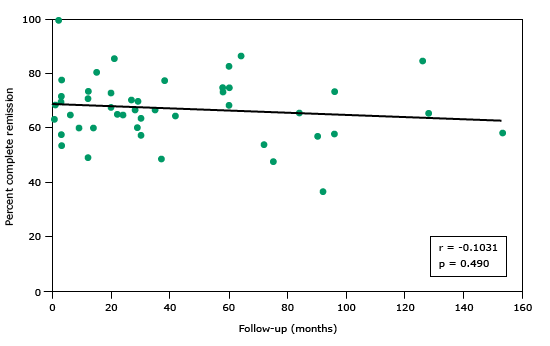 100
80
60
40
20
0
Percent complete remission
r = -0.1031
p = 0.490
0 20 40 60 80 100 120 140 160
Follow-up (months)